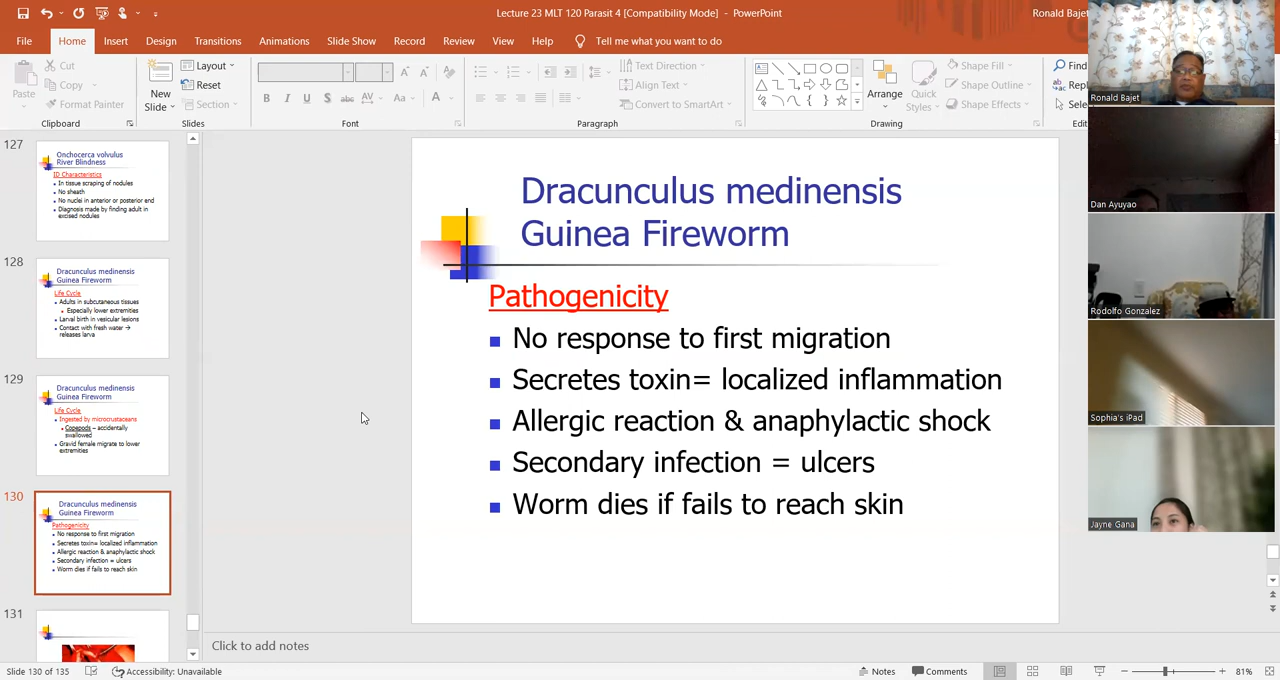 Lecture 23 MLT 120 Parasit 4 [Compatibility Mode] - PowerPoint
Ronald Bajet
File
Home
Insert
Design
Transitions
Animations
Slide Show
Record
Review
View
Help
Tell me what you want to do
Paste
Cut
Copy
Format Painter
Clipboard
New
Slide
Layout
Reset
Section
Slides
Font
Text Direction
Align Text
Convert to SmartArt
Paragraph
Arrange
Quick
Styles
Shape Fill
Shape Outline
Shape Effects
Drawing
Find
Repl
Sele
Edit
127
Onchocerca volvulus
River Blindness
ID Characteristics
In tissue scraping of nodules
No sheath
No nuclei in anterior or posterior end
Diagnosis made by finding adult in
excised nodules
128
Dracunculus medinensis
Guinea Fireworm
Life Cycle
Adults in subcutaneous tissues
Especially lower extremities
Larval birth in vesicular lesions
Contact with fresh water →
releases larva
129
Dracunculus medinensis
Guinea Fireworm
Life Cycle
Ingested by microcrustaceans
Copepods – accidentally
swallowed
Gravid female migrate to lower
extremities
130
Dracunculus medinensis
Guinea Fireworm
Pathogenicity
No response to first migration
Secretes toxin= localized inflammation
Allergic reaction & anaphylactic shock
Secondary infection = ulcers
Worm dies if fails to reach skin
131
Dracunculus medinensis
Guinea Fireworm
Pathogenicity
No response to first migration
Secretes toxin= localized inflammation
Allergic reaction & anaphylactic shock
Secondary infection = ulcers
Worm dies if fails to reach skin
Click to add notes
Ronald Bajet
Dan Ayuyao
Rodolfo Gonzalez
Sophia's iPad
Jayne Gana
Slide 130 of 135
Accessibility: Unavailable
Notes
Comments
81%